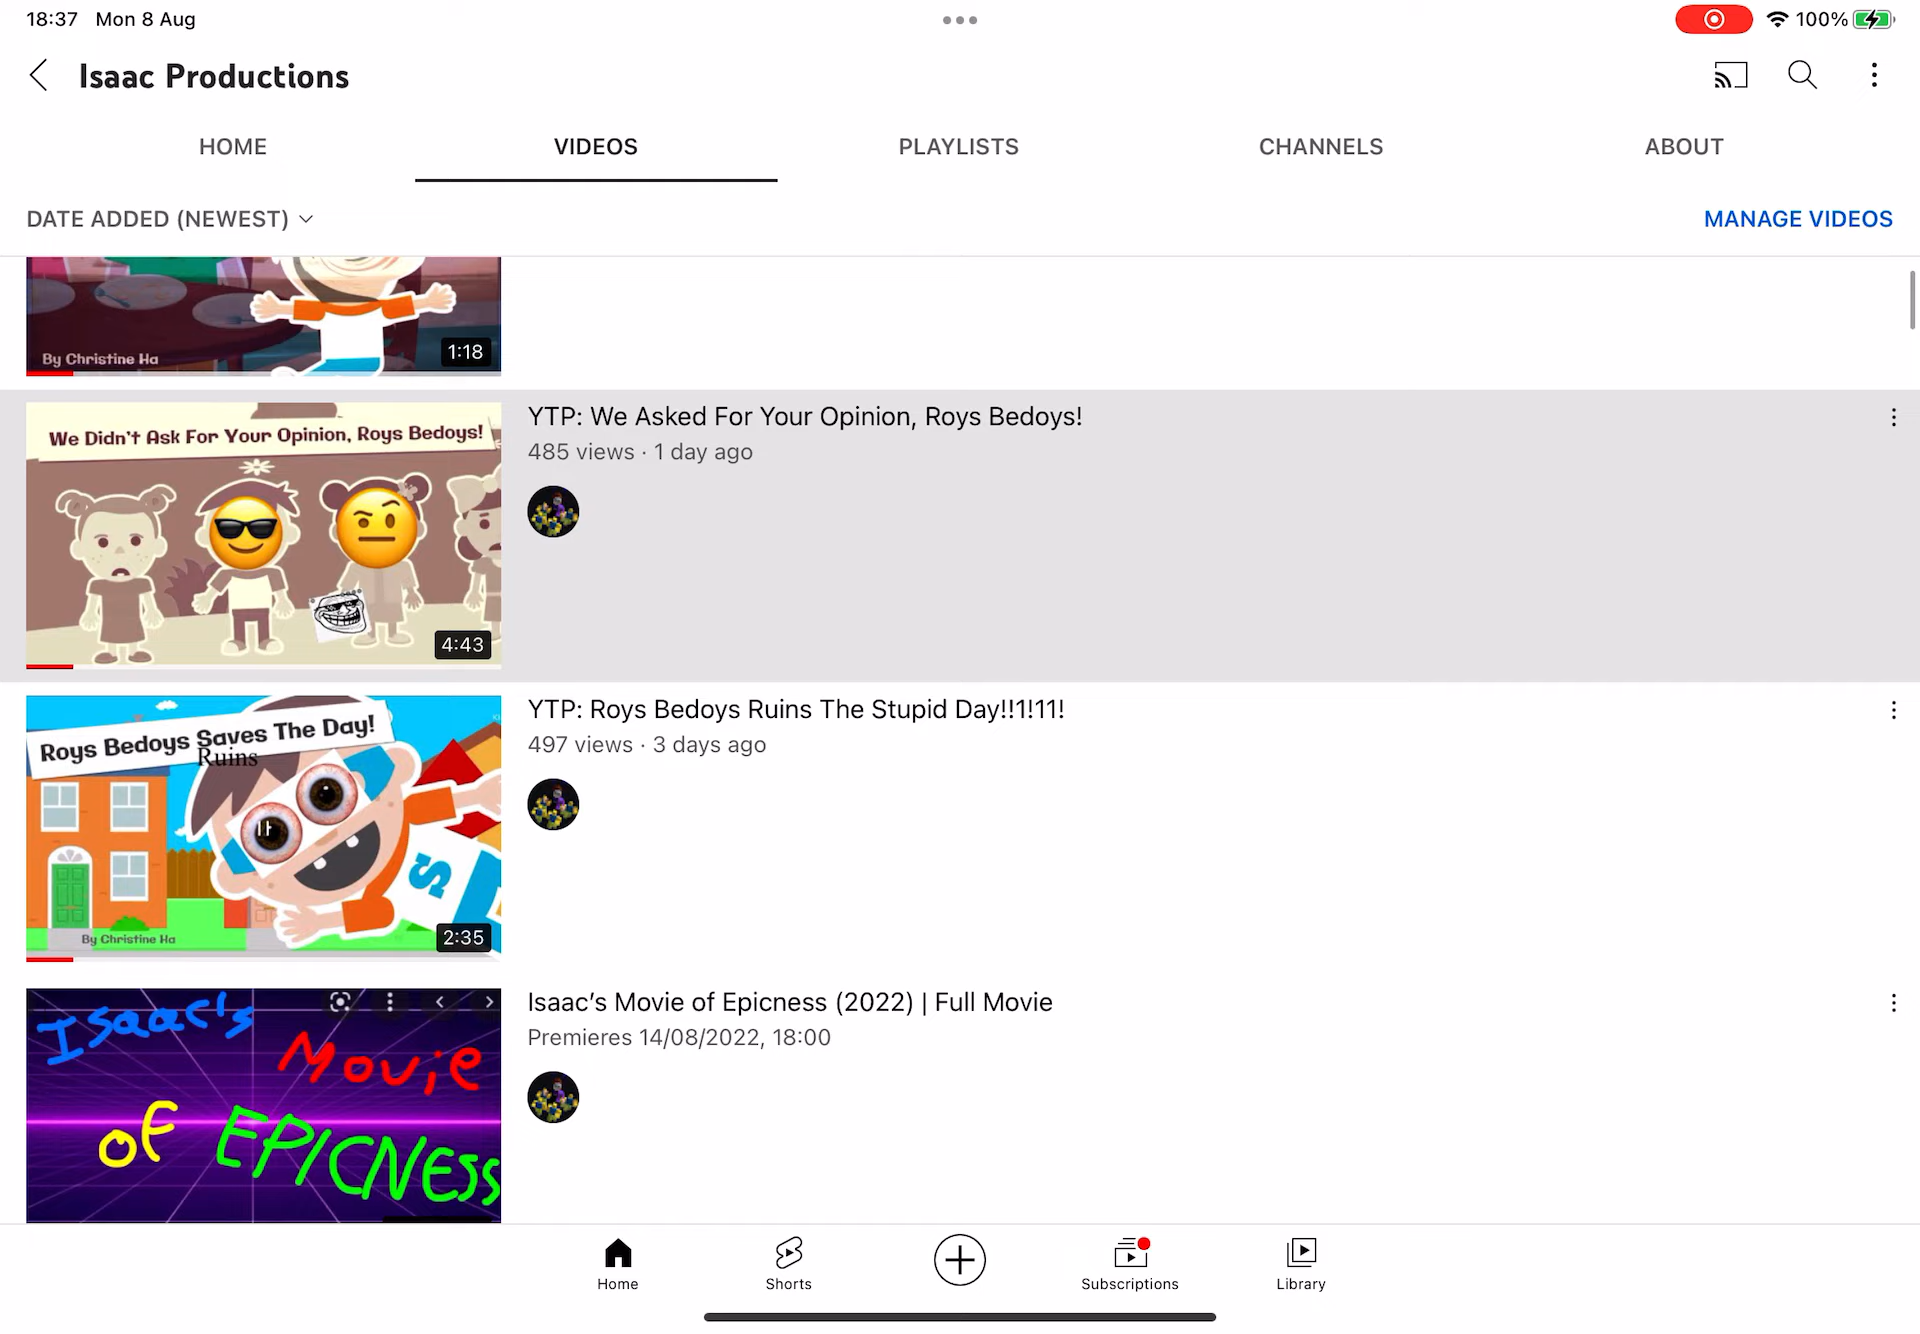 18:37 Mon 8 Aug
100%
Isaac Productions
HOME VIDEOS PLAYLISTS CHANNELS ABOUT
DATE ADDED (NEWEST)
MANAGE VIDEOS
By Christine Ha
1:18
We Didn't Ask For Your Opinion, Roys Bedoys!
4:43
YTP: We Asked For Your Opinion, Roys Bedoys!
485 views · 1 day ago
Roys Bedoys Saves The Day!
Ruins
S
By Christine Ha
2:35
YTP: Roys Bedoys Ruins The Stupid Day!!1!11!
497 views · 3 days ago
Isaac's
Movie
of EPICNESS
Isaac’s Movie of Epicness (2022) | Full Movie
Premieres 14/08/2022, 18:00
Home Shorts Subscriptions Library